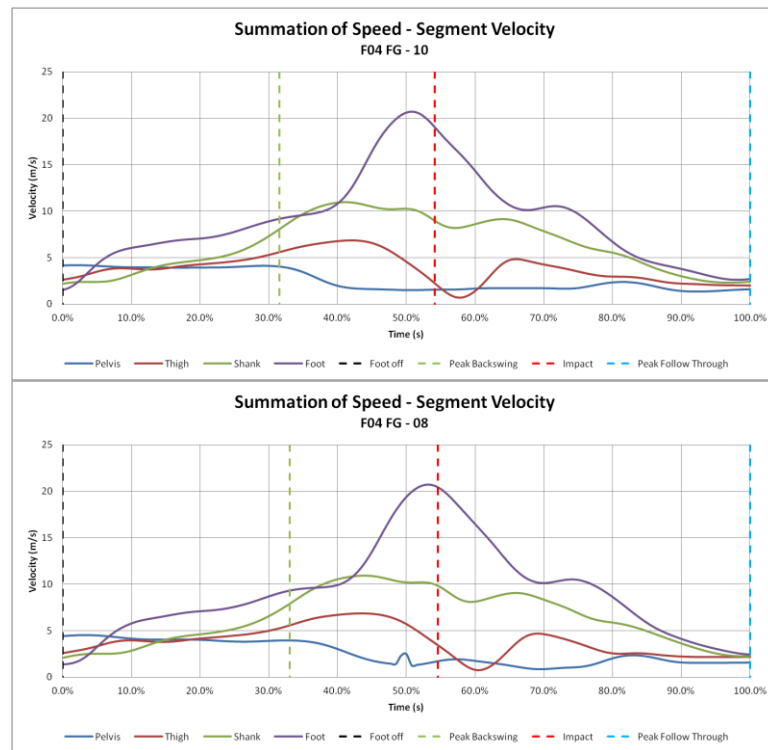 Summation of Speed - Segment Velocity
F04 FG - 10
25
20
15
10
5
0
Velocity (m/s)
0.0% 10.0% 20.0% 30.0% 40.0% 50.0% 60.0% 70.0% 80.0% 90.0% 100.0%
Time (s)
Pelvis Thigh Shank Foot Foot off Peak Backswing Impact Peak Follow Through
Summation of Speed - Segment Velocity
F04 FG - 08
25
20
15
10
5
0
Velocity (m/s)
0.0% 10.0% 20.0% 30.0% 40.0% 50.0% 60.0% 70.0% 80.0% 90.0% 100.0%
Time (s)
Pelvis Thigh Shank Foot Foot off Peak Backswing Impact Peak Follow Through